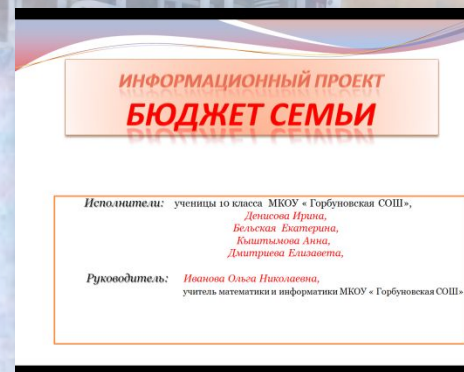 ИНФОРМАЦИОННЫЙ ПРОЕКТ
БЮДЖЕТ СЕМЬИ
Исполнители: ученицы 10 класса МКОУ « Горбуновская СОШ»,
Денисова Ирина,
Бельская Екатерина,
Кыштымова Анна,
Дмитриева Елизавета,
Руководитель: Иванова Ольга Николаевна,
учитель математики и информатики МКОУ « Горбуновская СОШ»